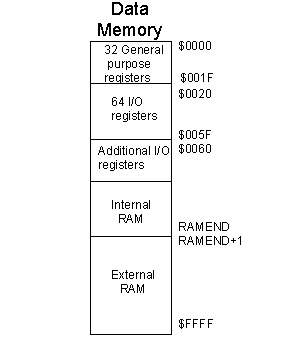 Data
Memory
32 General
purpose
registers
$0000
$001F
64 I/O
registers
$0020
$005F
Additional I/O
registers
$0060
Internal
RAM
RAMEND
RAMEND+1
External
RAM
$FFFF